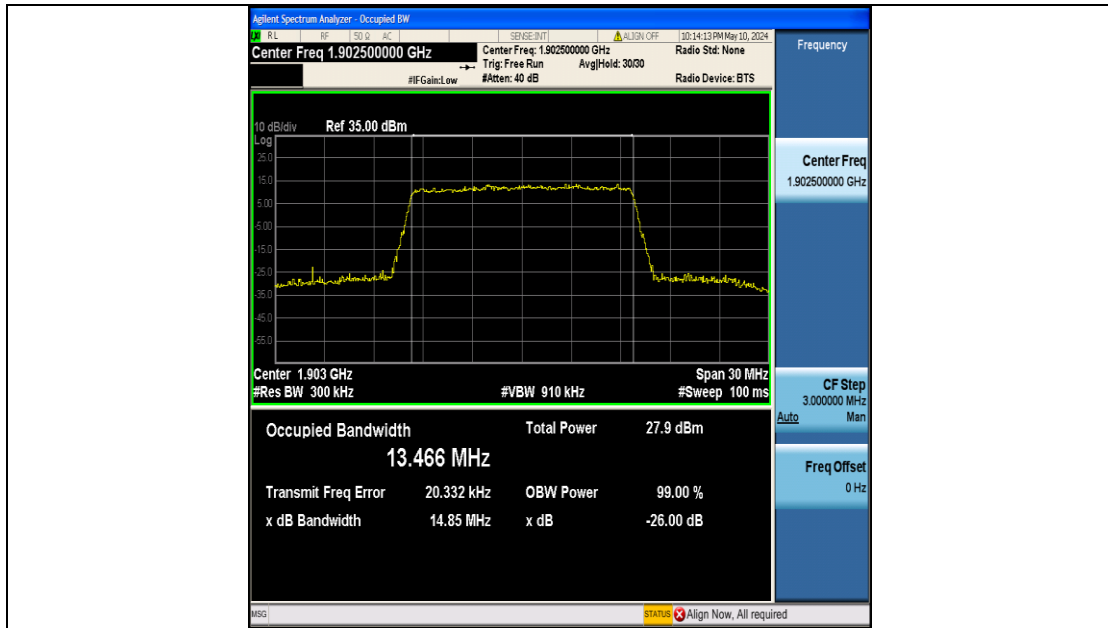 Agilent Spectrum Analyzer - Occupied BW
RL RF 50 Ω AC SENSE:INT ALIGN OFF 10:14:13 PM May 10, 2024
Center Freq 1.902500000 GHz
Center Freq: 1.902500000 GHz Radio Std: None
Trig: Free Run Avg|Hold: 30/30
#IFGain:Low #Atten: 40 dB Radio Device: BTS
10 dB/div Ref 35.00 dBm
Log
25.0
15.0
5.00
-5.00
-15.0
-25.0
-35.0
-45.0
-55.0
Center 1.903 GHz Span 30 MHz
#Res BW 300 kHz #VBW 910 kHz #Sweep 100 ms
Occupied Bandwidth Total Power 27.9 dBm
13.466 MHz
Transmit Freq Error 20.332 kHz OBW Power 99.00 %
x dB Bandwidth 14.85 MHz x dB -26.00 dB
MSG STATUS Align Now, All required
Frequency
Center Freq
1.902500000 GHz
CF Step
3.000000 MHz
Auto Man
Freq Offset
0 Hz